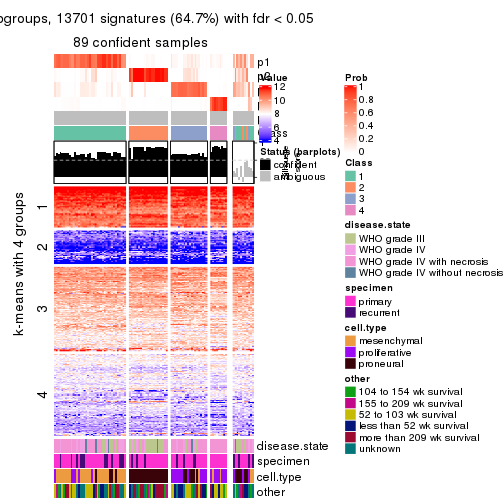 ogroups, 13701 signatures (64.7%) with fdr < 0.05
89 confident samples
p1
Value
12
10
8
6
4
Prob
1
0.8
0.6
0.4
0.2
0
Status (barplots)
confident
ambiguous
Class
1
2
3
4
disease.state
WHO grade III
WHO grade IV
WHO grade IV with necrosis
WHO grade IV without necrosis
specimen
primary
recurrent
cell.type
mesenchymal
proliferative
proneural
other
104 to 154 wk survival
155 to 209 wk survival
52 to 103 wk survival
less than 52 wk survival
more than 209 wk survival
unknown
k-means with 4 groups
1
2
3
4
disease.state
specimen
cell.type
other